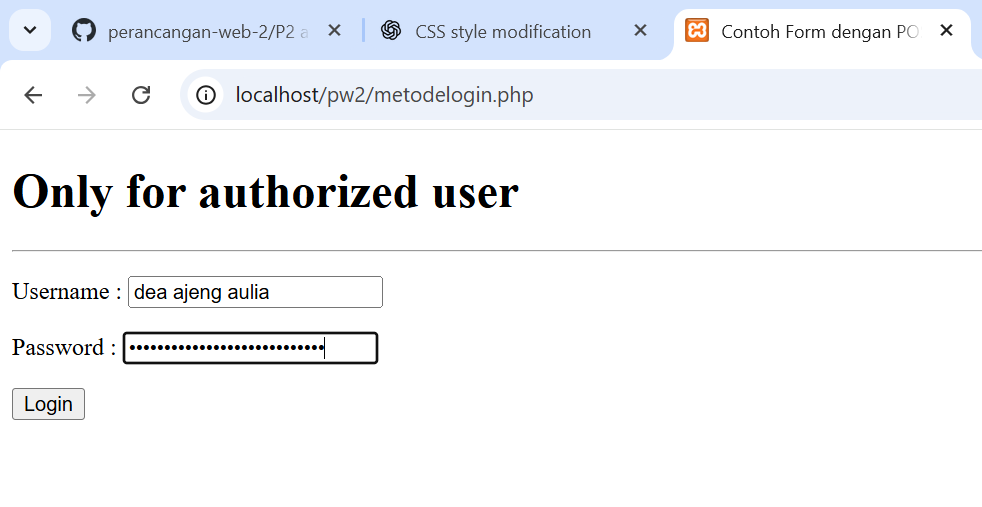 perancangan-web-2/P2 a
CSS style modification
Contoh Form dengan PO
localhost/pw2/metodelogin.php
Only for authorized user
Username : dea ajeng aulia
Password : ••••••••••••••••••••••••••••
Login